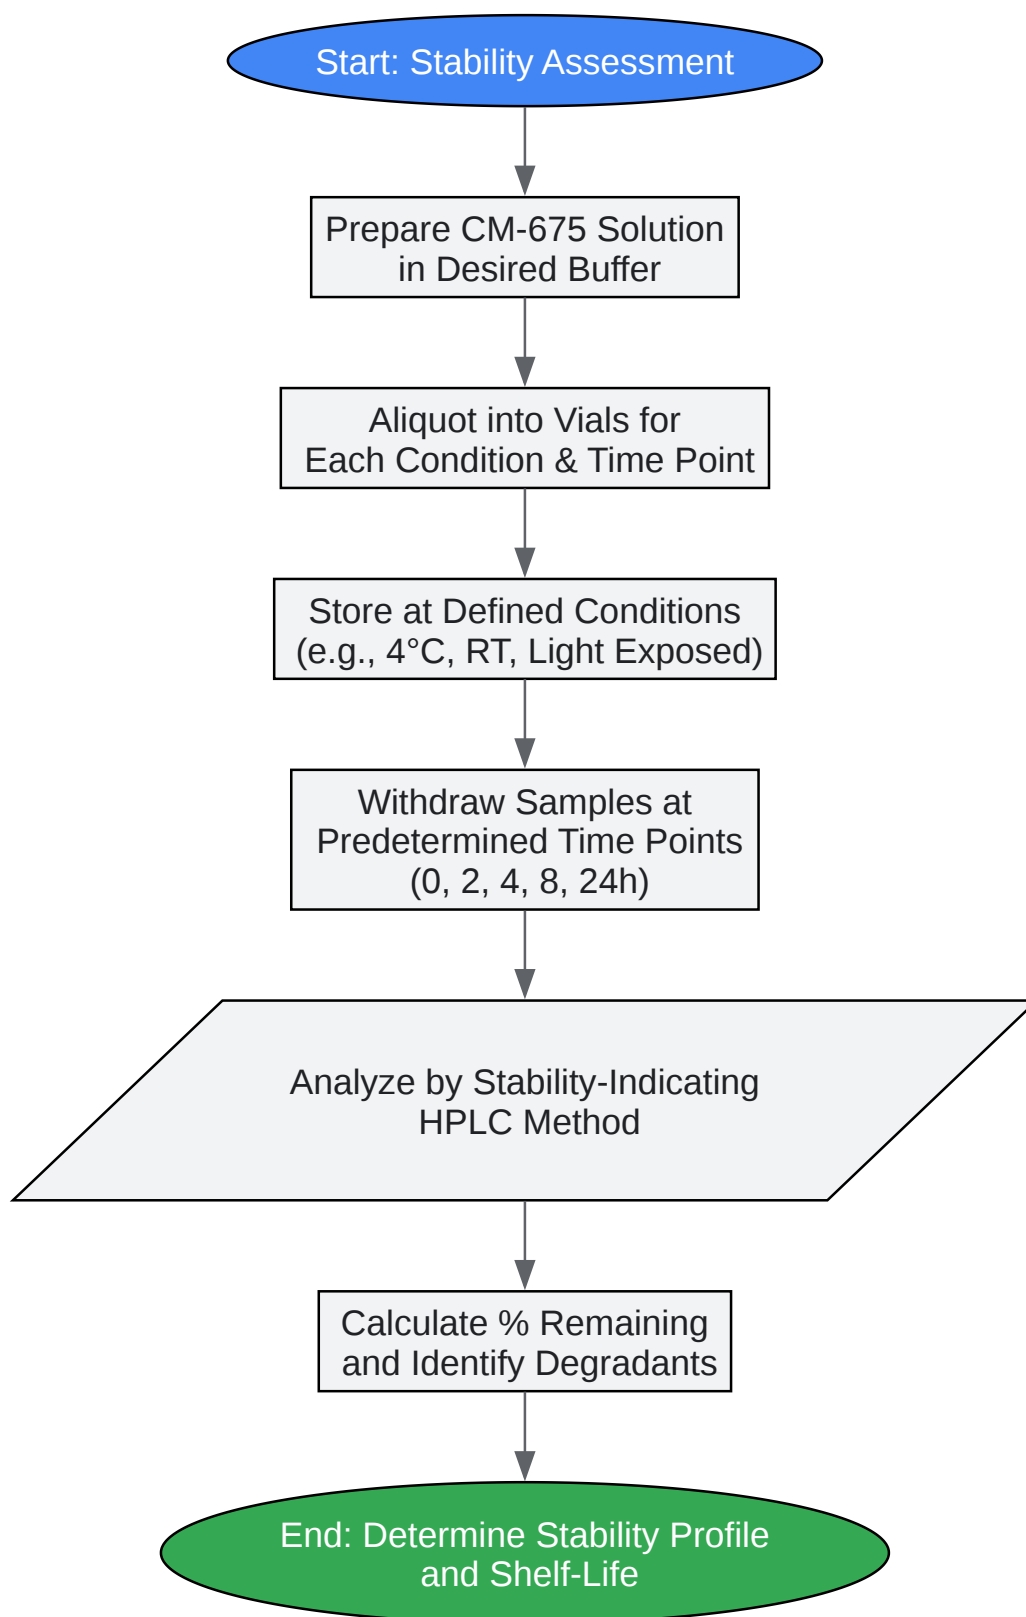 Start: Stability Assessment
Prepare CM-675 Solution
in Desired Buffer
Aliquot into Vials for
Each Condition & Time Point
Store at Defined Conditions
(e.g., 4°C, RT, Light Exposed)
Withdraw Samples at
Predetermined Time Points
(0, 2, 4, 8, 24h)
Analyze by Stability-Indicating
HPLC Method
Calculate % Remaining
and Identify Degradants
End: Determine Stability Profile
and Shelf-Life